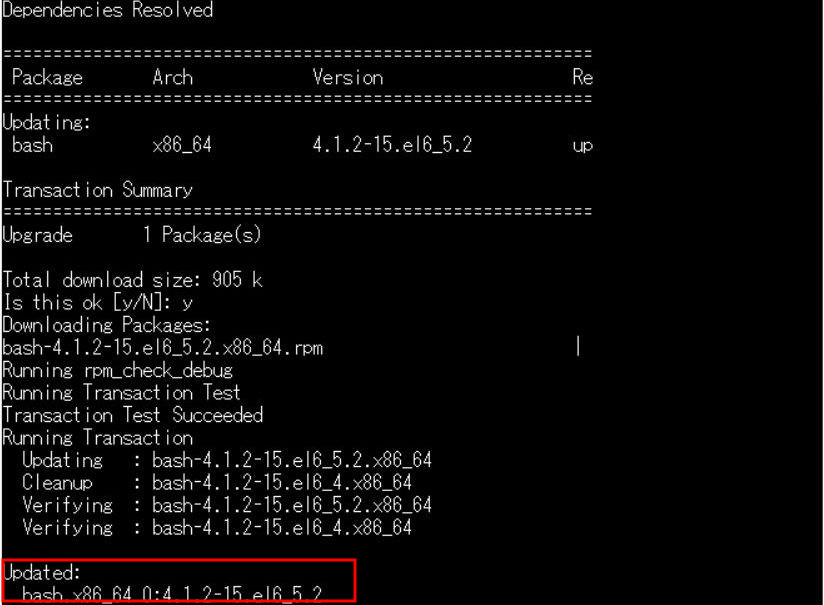 Dependencies Resolved
===========================================================
Package Arch Version Re
===========================================================
Updating:
bash x86_64 4.1.2-15.el6_5.2 up
Transaction Summary
===========================================================
Upgrade 1 Package(s)
Total download size: 905 k
Is this ok [y/N]: y
Downloading Packages:
bash-4.1.2-15.el6_5.2.x86_64.rpm |
Running rpm_check_debug
Running Transaction Test
Transaction Test Succeeded
Running Transaction
Updating : bash-4.1.2-15.el6_5.2.x86_64
Cleanup : bash-4.1.2-15.el6_4.x86_64
Verifying : bash-4.1.2-15.el6_5.2.x86_64
Verifying : bash-4.1.2-15.el6_4.x86_64
Updated:
bash.x86_64 0:4.1.2-15.el6_5.2